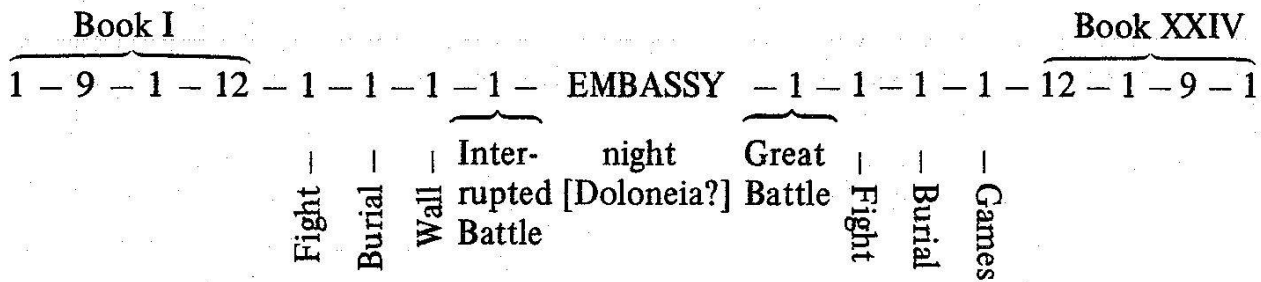 Book I Book XXIV
1 – 9 – 1 – 12 – 1 – 1 – 1 – 1 – EMBASSY – 1 – 1 – 1 – 1 – 12 – 1 – 9 – 1
Fight –
Burial –
Wall –
Inter-
rupted
Battle
night
[Doloneia?]
Great
Battle
Fight –
Burial –
Games –